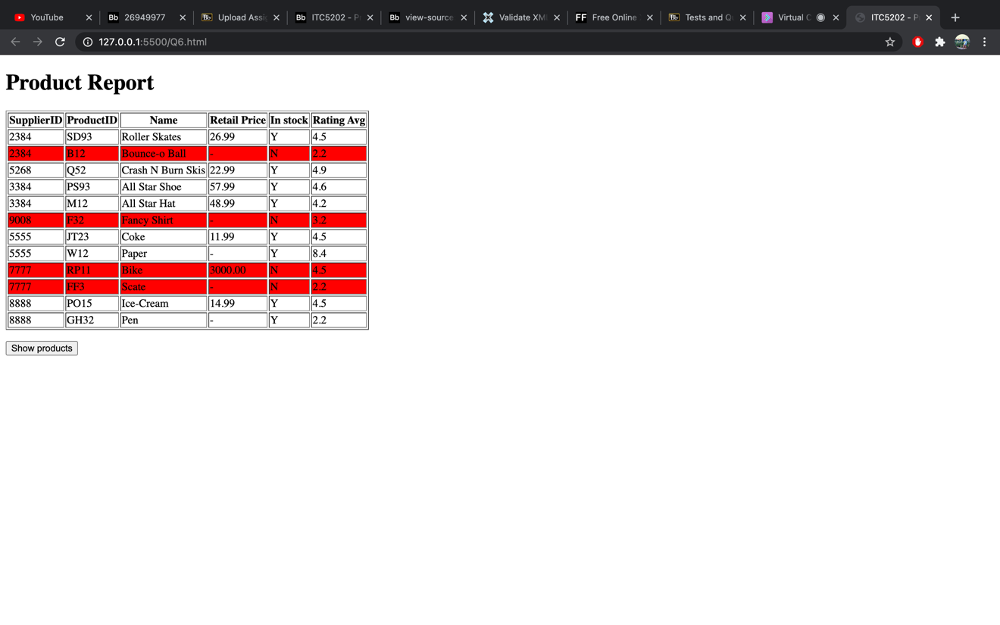 YouTube 26949977 Upload Assi ITC5202 - P view-source Validate XM Free Online Tests and Q Virtual C ITC5202 - P
127.0.0.1:5500/Q6.html
Product Report
SupplierID ProductID Name Retail Price In stock Rating Avg
2384 SD93 Roller Skates 26.99 Y 4.5
2384 B12 Bounce-o Ball - N 2.2
5268 Q52 Crash N Burn Skis 22.99 Y 4.9
3384 PS93 All Star Shoe 57.99 Y 4.6
3384 M12 All Star Hat 48.99 Y 4.2
9008 F32 Fancy Shirt - N 3.2
5555 JT23 Coke 11.99 Y 4.5
5555 W12 Paper - Y 8.4
7777 RP11 Bike 3000.00 N 4.5
7777 FF3 Scate - N 2.2
8888 PO15 Ice-Cream 14.99 Y 4.5
8888 GH32 Pen - Y 2.2
Show products